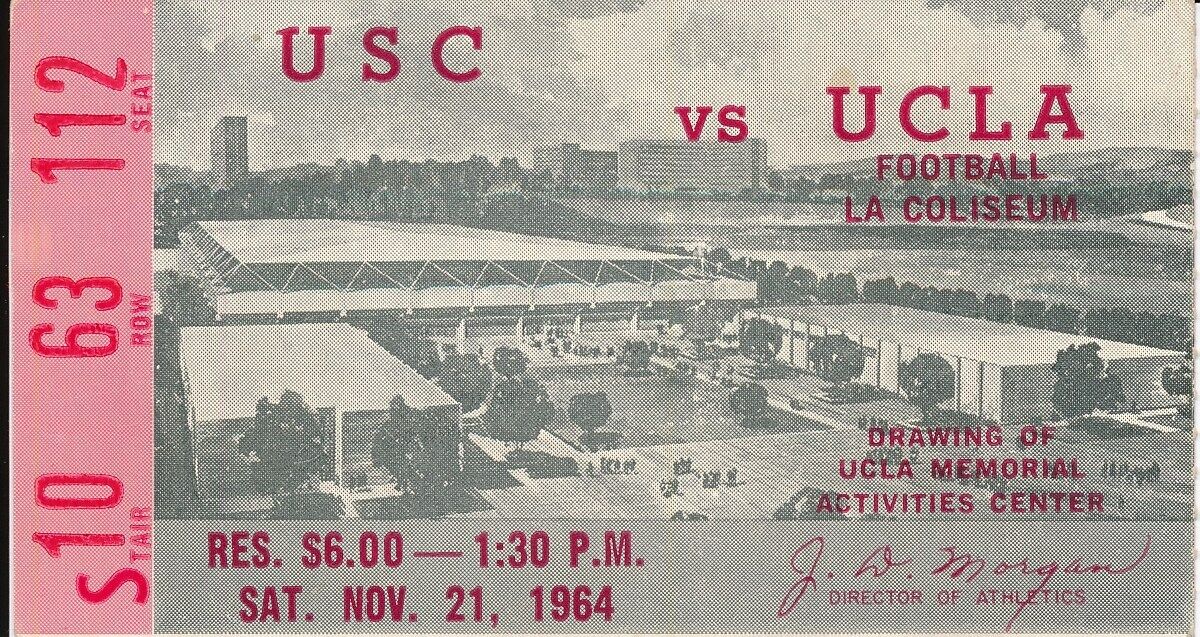 USC
vs UCLA
FOOTBALL
LA COLISEUM
DRAWING OF
UCLA MEMORIAL
ACTIVITIES CENTER
RES. $6.00 — 1:30 P.M.
SAT. NOV. 21, 1964
J. D. Morgan
DIRECTOR OF ATHLETICS
STAIR 10
ROW 63
SEAT 112